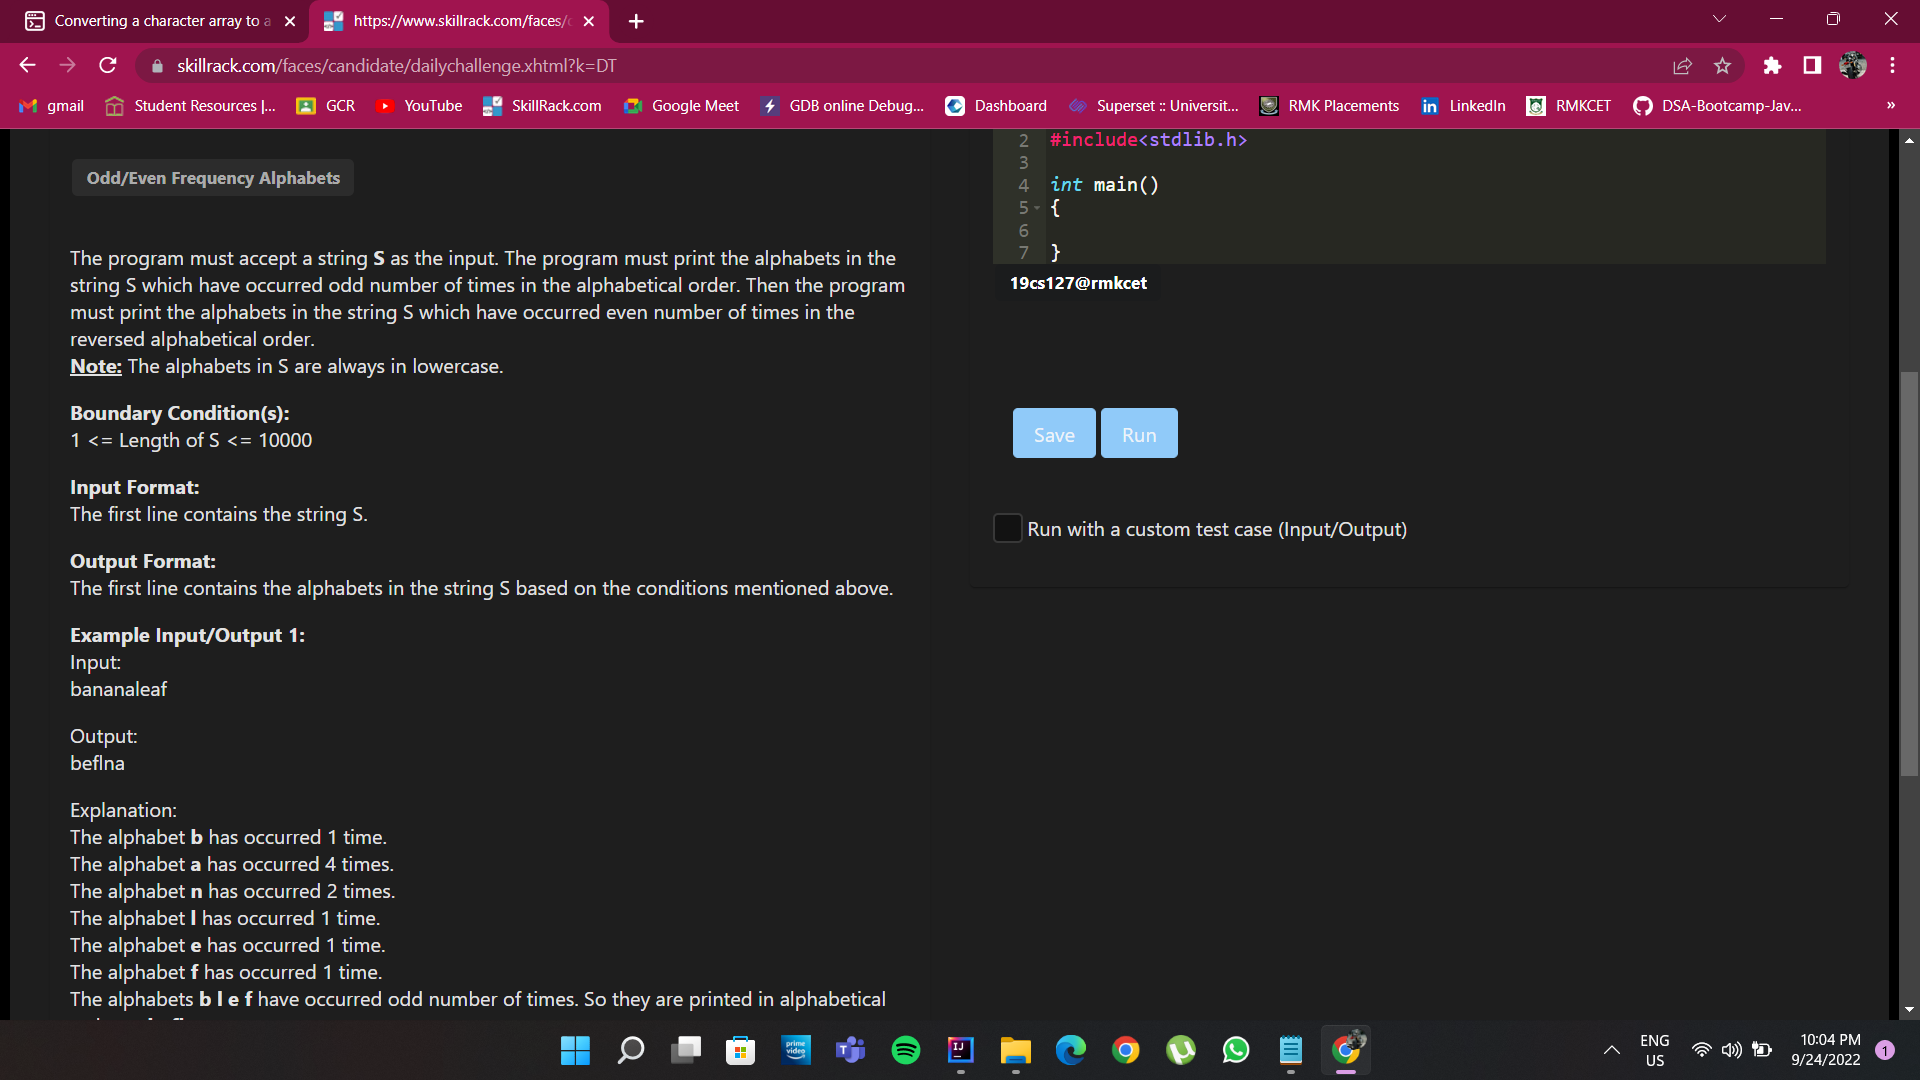 Converting a character array to a
https://www.skillrack.com/faces/
skillrack.com/faces/candidate/dailychallenge.xhtml?k=DT
gmail
Student Resources |...
GCR
YouTube
SkillRack.com
Google Meet
GDB online Debug...
Dashboard
Superset :: Universit...
RMK Placements
LinkedIn
RMKCET
DSA-Bootcamp-Jav...
»
Odd/Even Frequency Alphabets
The program must accept a string S as the input. The program must print the alphabets in the
string S which have occurred odd number of times in the alphabetical order. Then the program
must print the alphabets in the string S which have occurred even number of times in the
reversed alphabetical order.
Note: The alphabets in S are always in lowercase.
Boundary Condition(s):
1 <= Length of S <= 10000
Input Format:
The first line contains the string S.
Output Format:
The first line contains the alphabets in the string S based on the conditions mentioned above.
Example Input/Output 1:
Input:
bananaleaf
Output:
beflna
Explanation:
The alphabet b has occurred 1 time.
The alphabet a has occurred 4 times.
The alphabet n has occurred 2 times.
The alphabet l has occurred 1 time.
The alphabet e has occurred 1 time.
The alphabet f has occurred 1 time.
The alphabets b l e f have occurred odd number of times. So they are printed in alphabetical
2 #include<stdlib.h>
3
4 int main()
5 {
6
7 }
19cs127@rmkcet
Save
Run
Run with a custom test case (Input/Output)
prime video
IJ
ENG
US
10:04 PM
9/24/2022
1